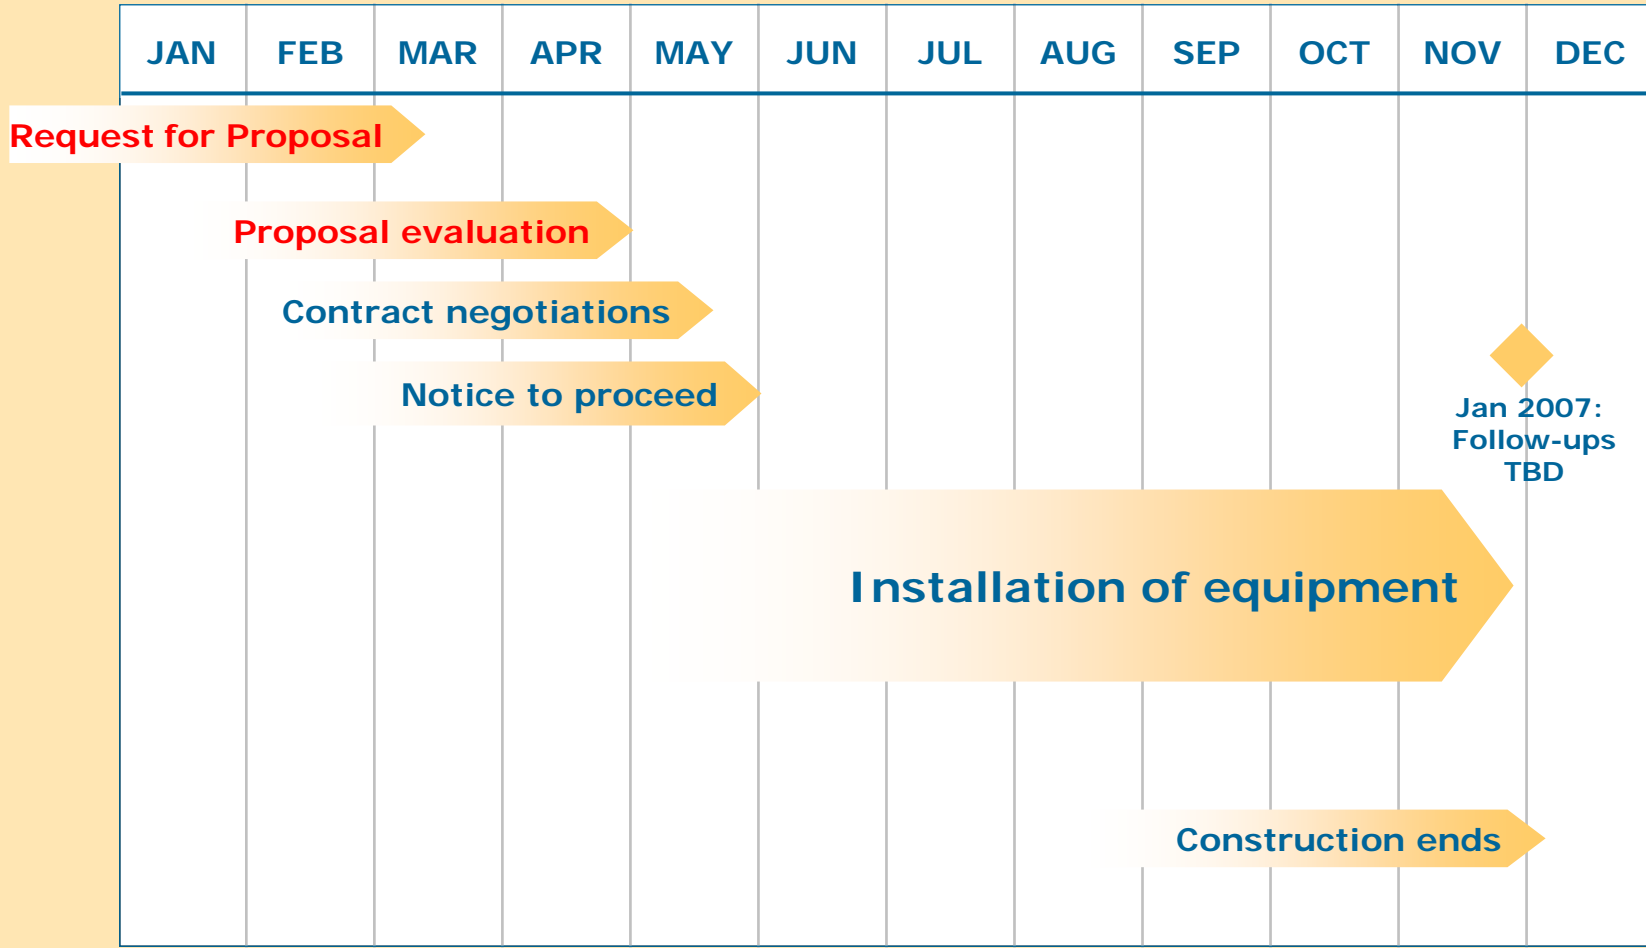 JAN FEB MAR APR MAY JUN JUL AUG SEP OCT NOV DEC
Request for Proposal
Proposal evaluation
Contract negotiations
Notice to proceed
Jan 2007:
Follow-ups
TBD
Installation of equipment
Construction ends